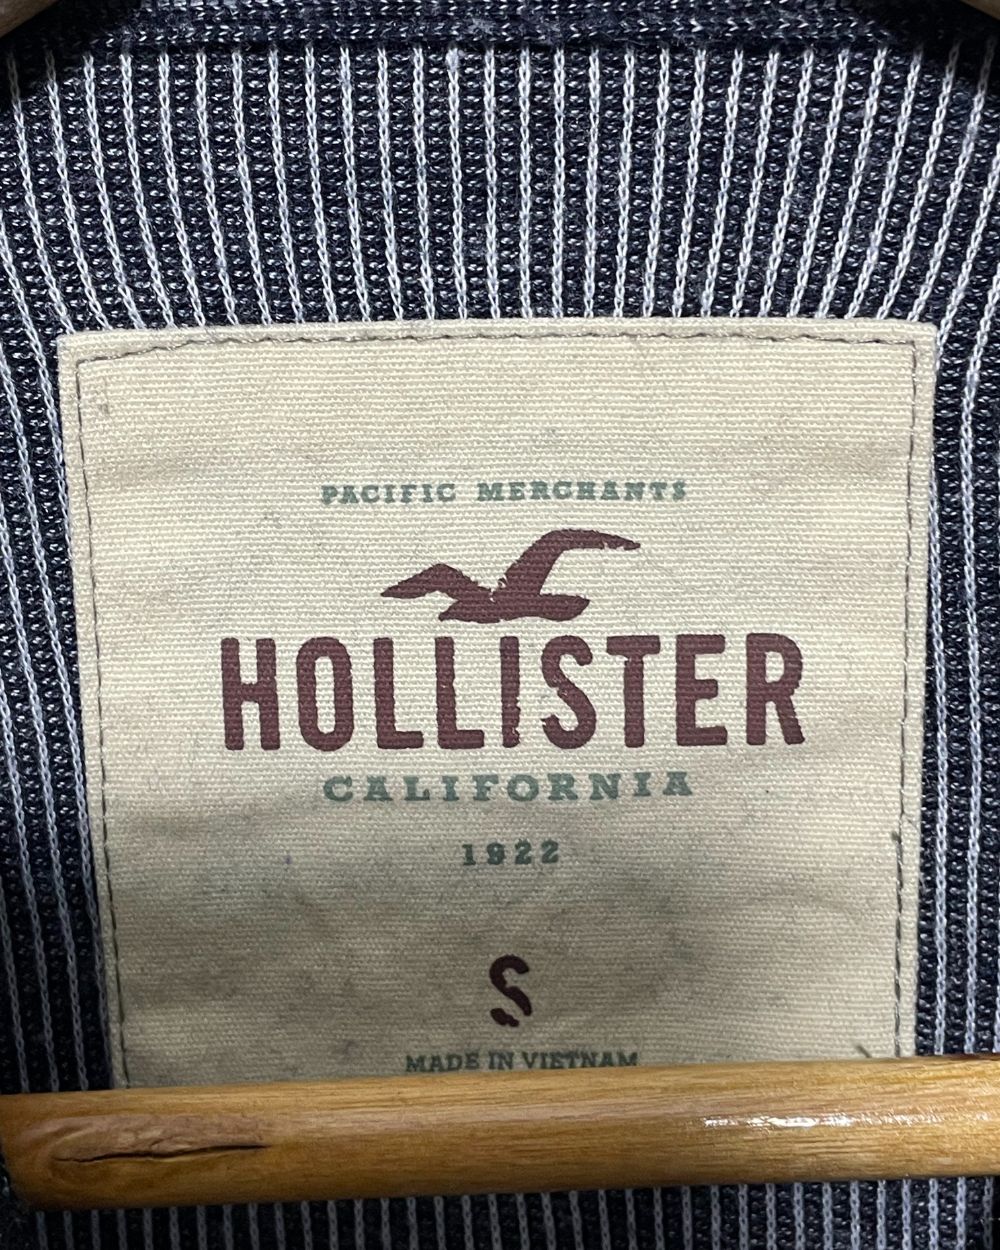 PACIFIC MERCHANTS
HOLLISTER
CALIFORNIA
1922
S
MADE IN VIETNAM